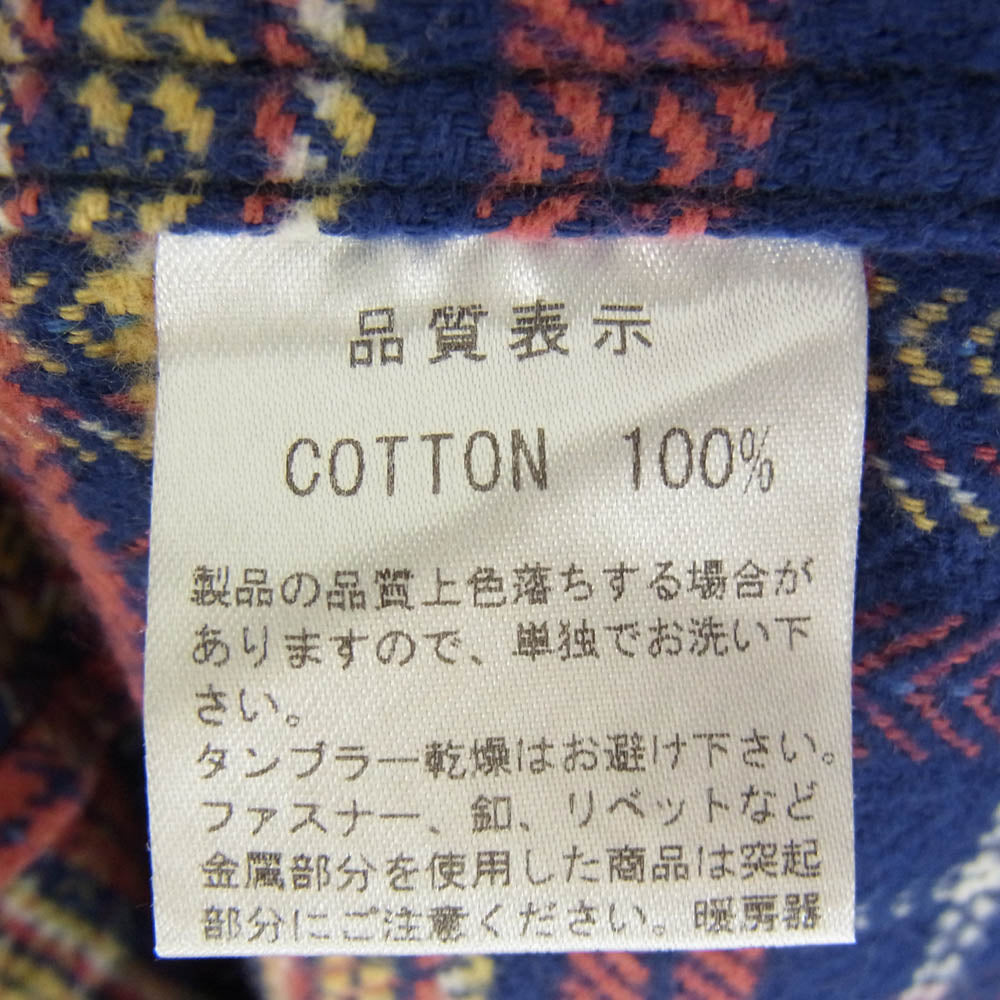 品質表示
COTTON 100%
製品の品質上色落ちする場合が
ありますので、単独でお洗い下
さい。
タンブラー乾燥はお避け下さい。
ファスナー、釦、リベットなど
金属部分を使用した商品は突起
部分にご注意ください。暖房器